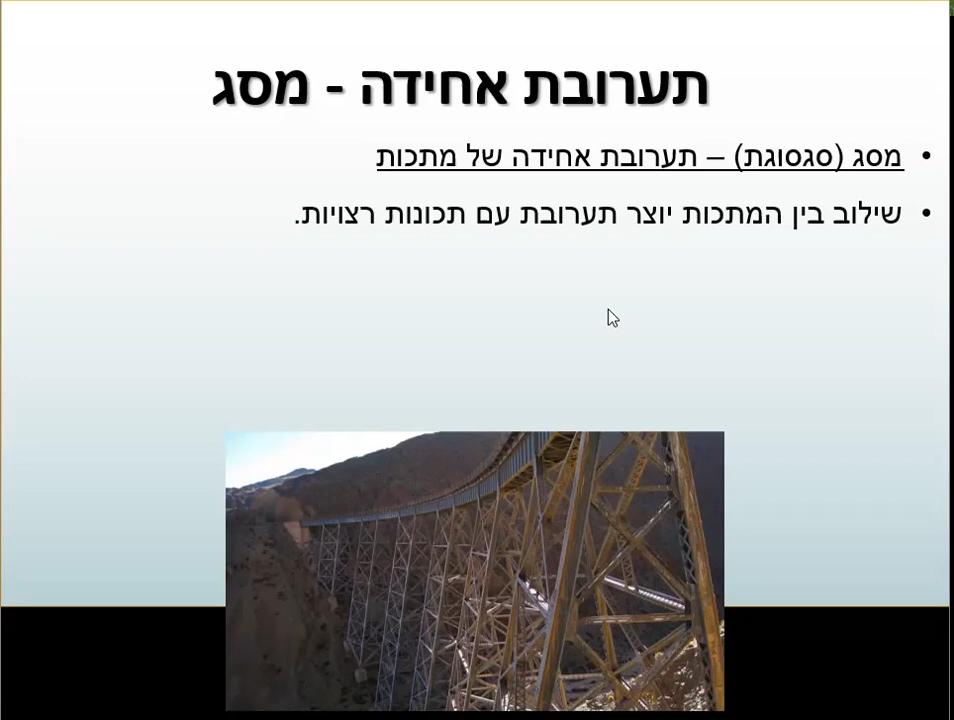 תערובת אחידה - מסג
• מסג (סגסוגת) – תערובת אחידה של מתכות
• שילוב בין המתכות יוצר תערובת עם תכונות רצויות.